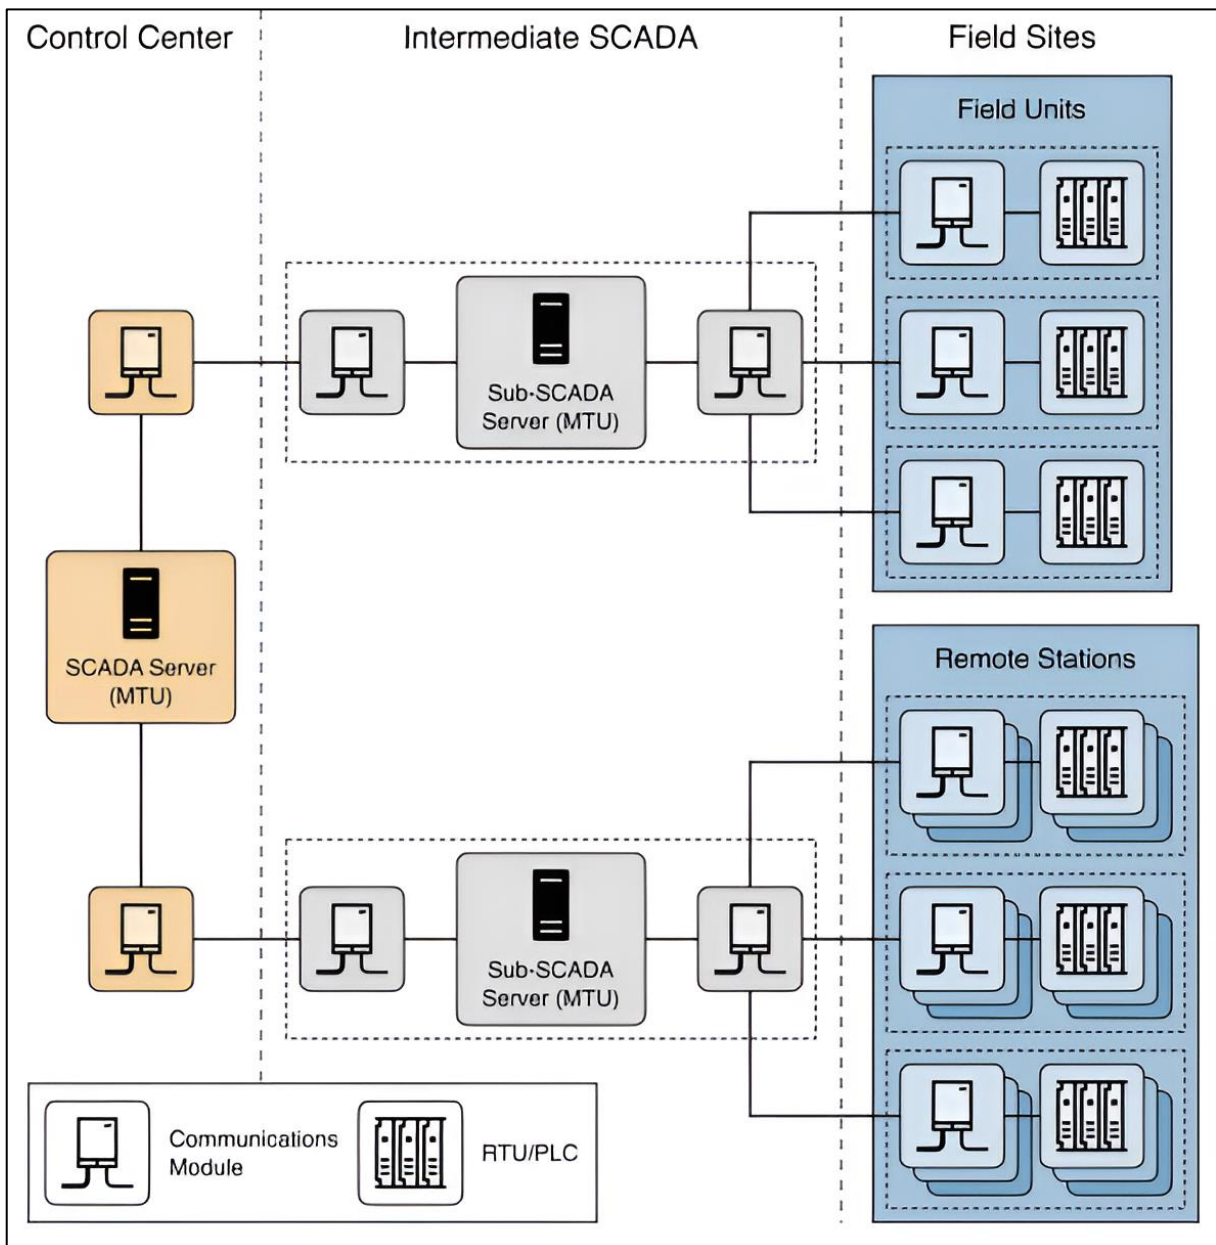 Control Center
Intermediate SCADA
Field Sites
Field Units
Sub-SCADA
Server (MTU)
SCADA Server
(MTU)
Remote Stations
Sub-SCADA
Server (MTU)
Communications
Module
RTU/PLC